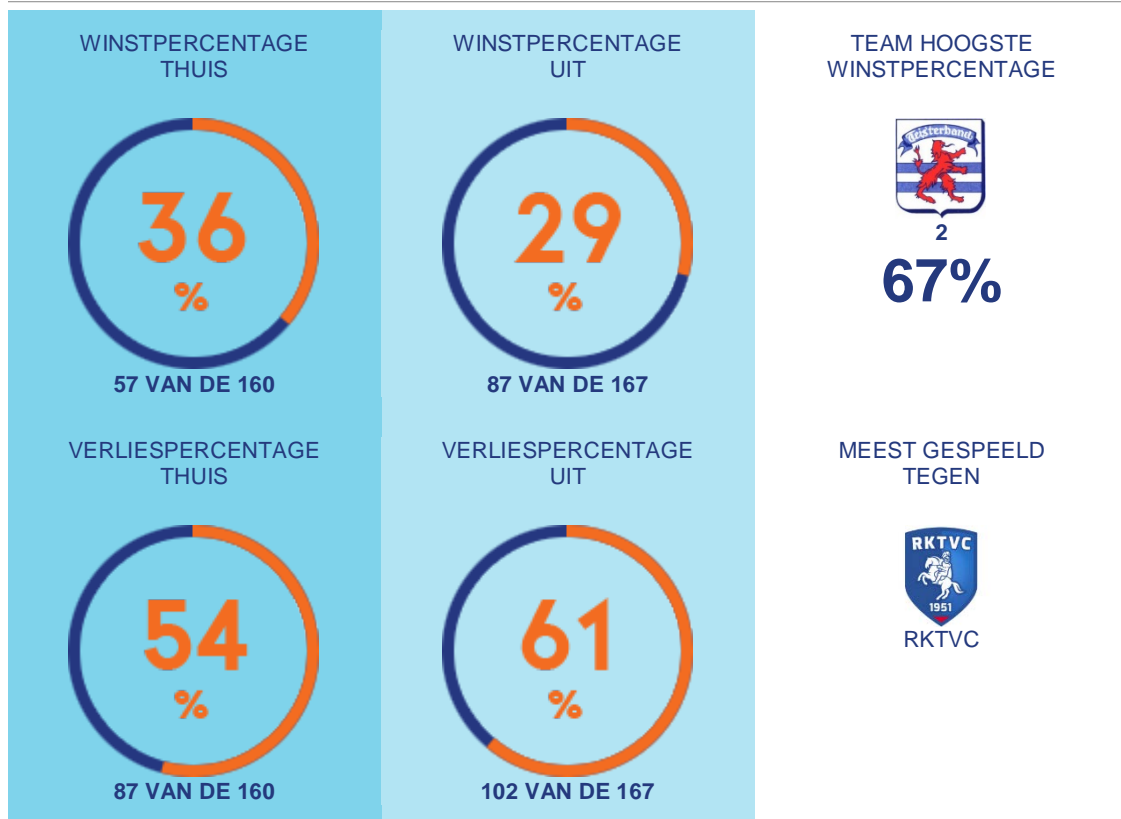 WINSTPERCENTAGE
THUIS
36
%
57 VAN DE 160
WINSTPERCENTAGE
UIT
29
%
87 VAN DE 167
TEAM HOOGSTE
WINSTPERCENTAGE
Teisterband
2
67%
VERLIESPERCENTAGE
THUIS
54
%
87 VAN DE 160
VERLIESPERCENTAGE
UIT
61
%
102 VAN DE 167
MEEST GESPEELD
TEGEN
RKTVC
1951
RKTVC